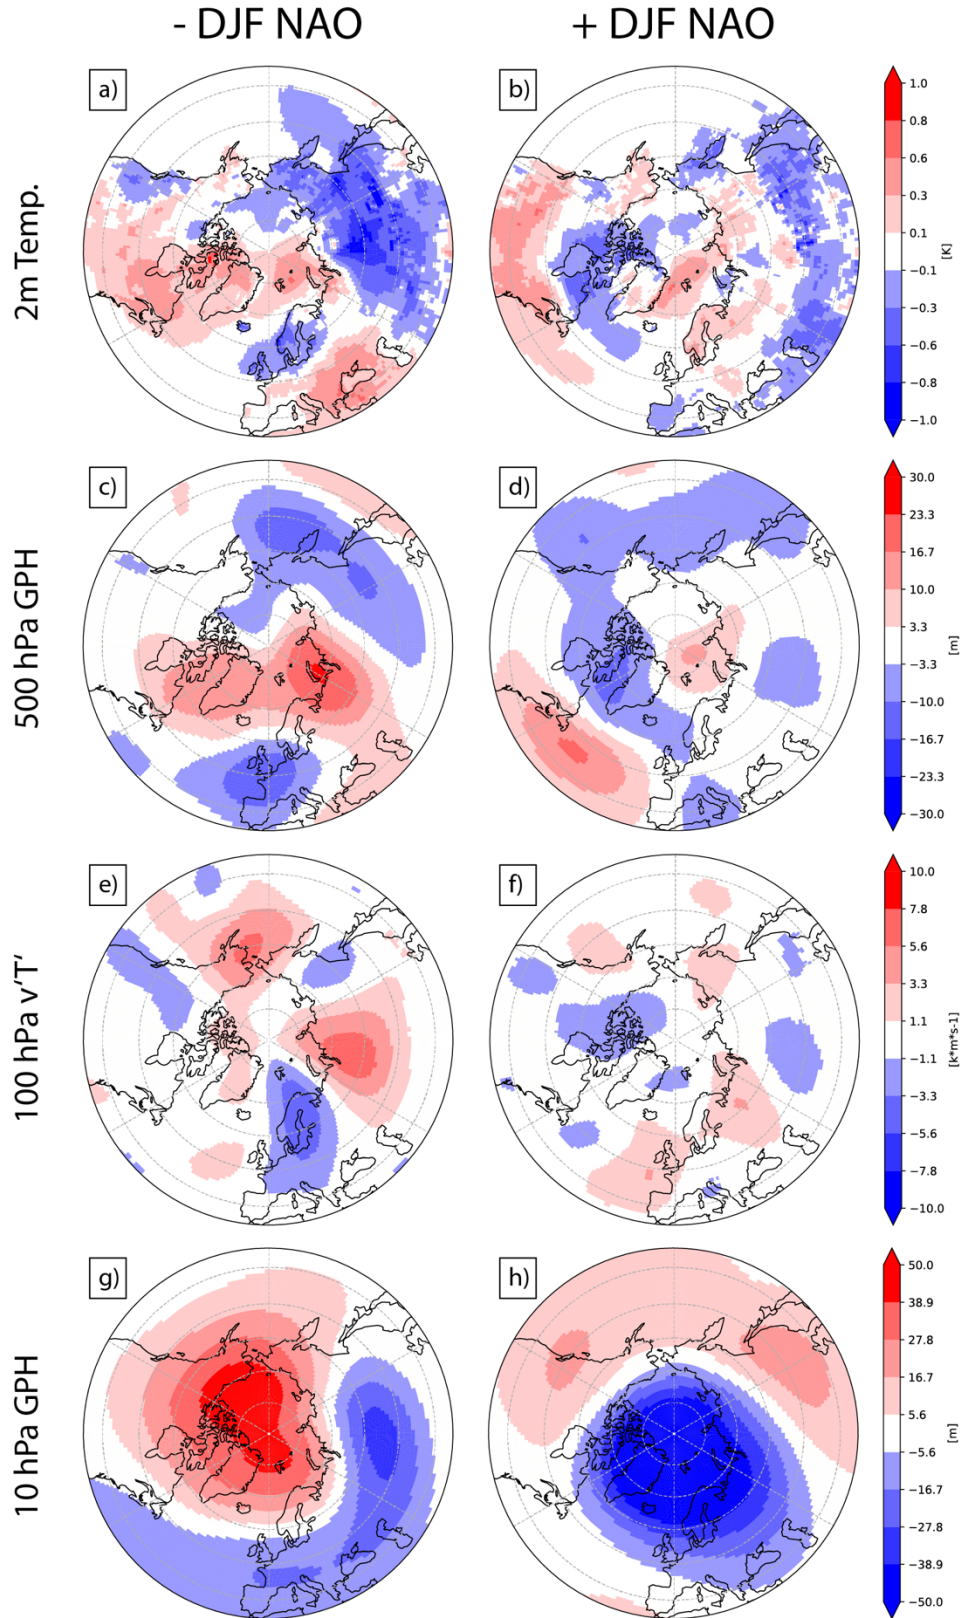 - DJF NAO
+ DJF NAO
2m Temp.
a)
b)
1.0
0.8
0.6
0.3
0.1
−0.1
−0.3
−0.6
−0.8
−1.0
[K]
500 hPa GPH
c)
d)
30.0
23.3
16.7
10.0
3.3
−3.3
−10.0
−16.7
−23.3
−30.0
[m]
100 hPa v'T'
e)
f)
10.0
7.8
5.6
3.3
1.1
−1.1
−3.3
−5.6
−7.8
−10.0
[k*m*s-1]
10 hPa GPH
g)
h)
50.0
38.9
27.8
16.7
5.6
−5.6
−16.7
−27.8
−38.9
−50.0
[m]